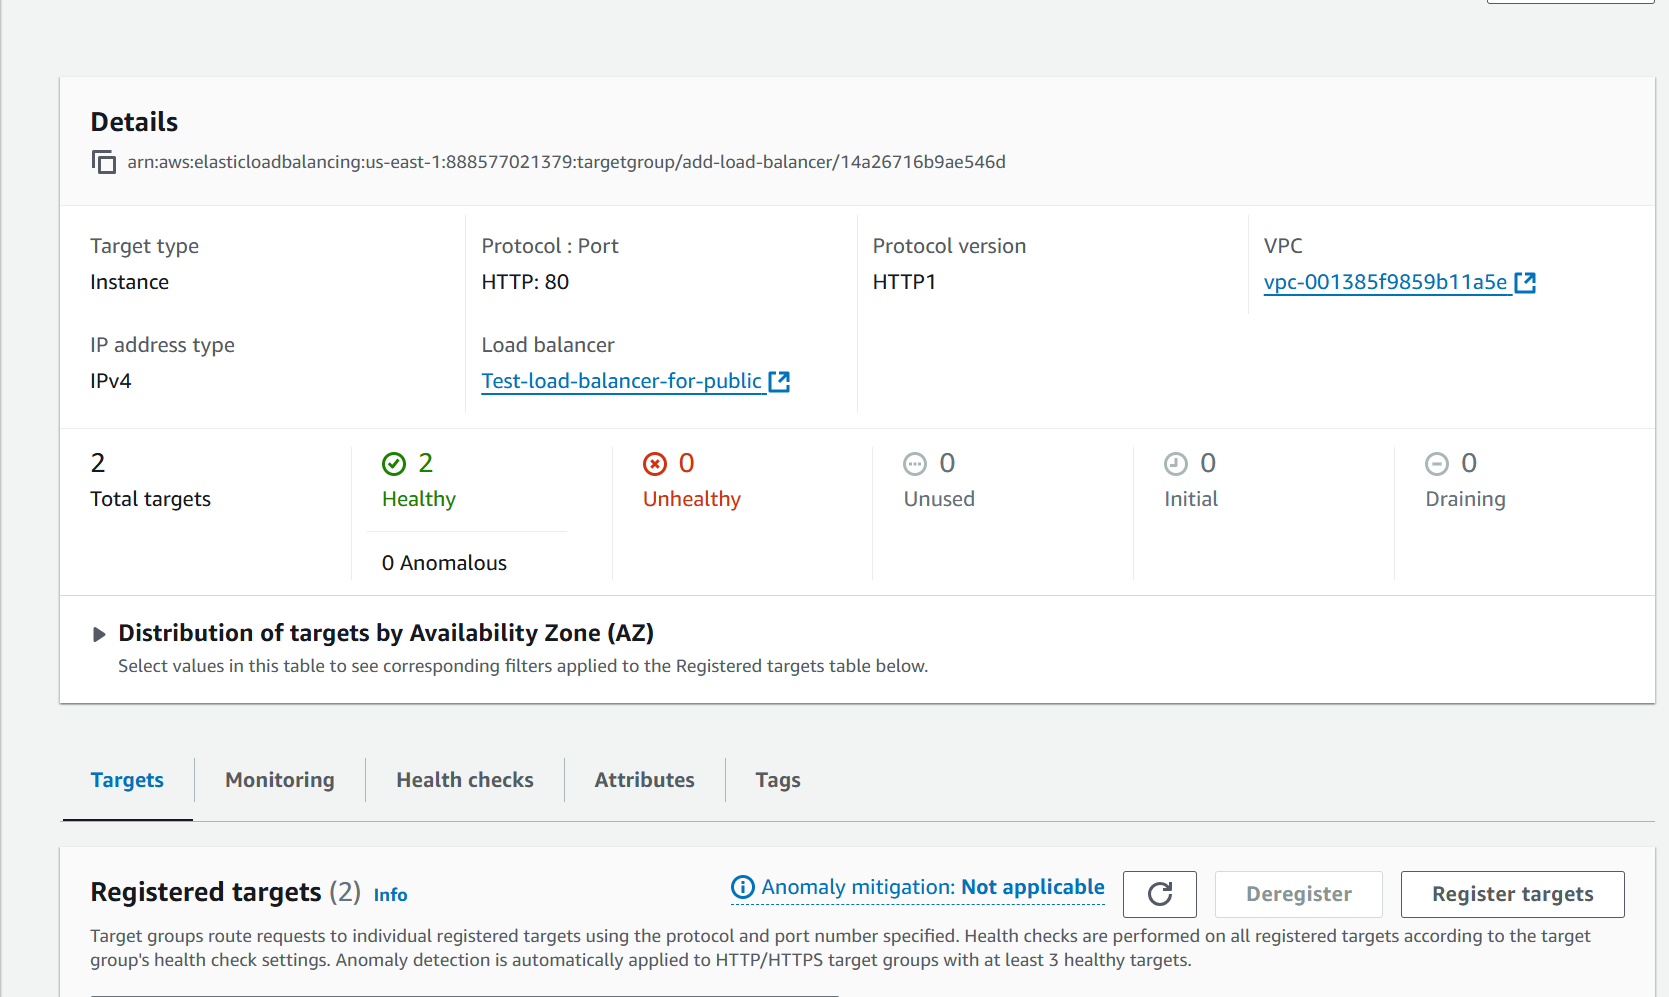 Details
arn:aws:elasticloadbalancing:us-east-1:888577021379:targetgroup/add-load-balancer/14a26716b9ae546d
Target type
Instance
Protocol : Port
HTTP: 80
Protocol version
HTTP1
VPC
vpc-001385f9859b11a5e
IP address type
IPv4
Load balancer
Test-load-balancer-for-public
2
Total targets
2
Healthy
0 Anomalous
0
Unhealthy
0
Unused
0
Initial
0
Draining
Distribution of targets by Availability Zone (AZ)
Select values in this table to see corresponding filters applied to the Registered targets table below.
Targets
Monitoring
Health checks
Attributes
Tags
Registered targets (2) Info
Anomaly mitigation: Not applicable
Deregister
Register targets
Target groups route requests to individual registered targets using the protocol and port number specified. Health checks are performed on all registered targets according to the target
group's health check settings. Anomaly detection is automatically applied to HTTP/HTTPS target groups with at least 3 healthy targets.